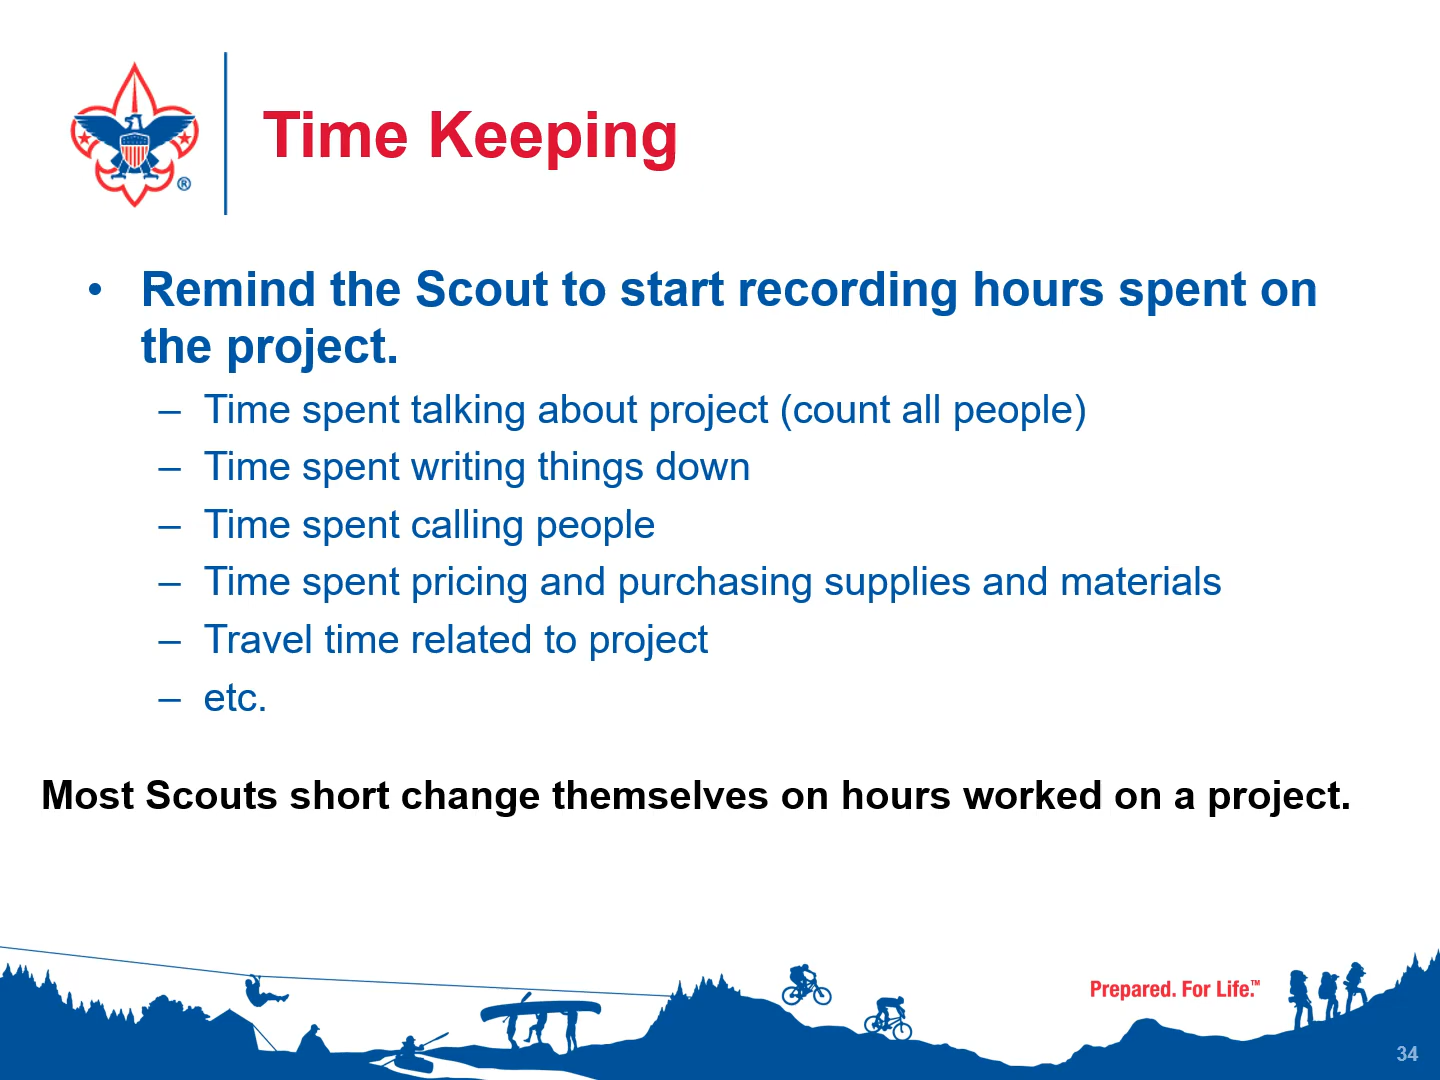 Time Keeping
• Remind the Scout to start recording hours spent on
the project.
– Time spent talking about project (count all people)
– Time spent writing things down
– Time spent calling people
– Time spent pricing and purchasing supplies and materials
– Travel time related to project
– etc.
Most Scouts short change themselves on hours worked on a project.
Prepared. For Life.™
34
®